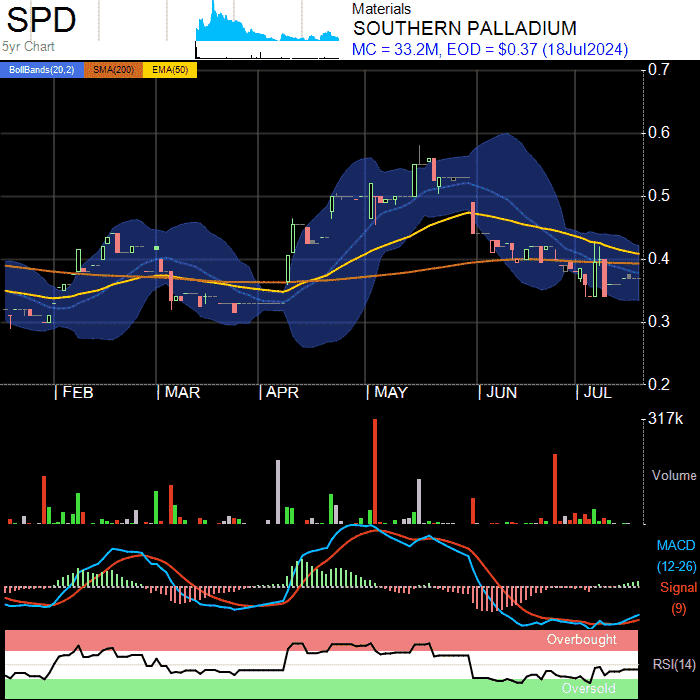 SPD
5yr Chart
Materials
SOUTHERN PALLADIUM
MC = 33.2M, EOD = $0.37 (18Jul2024)
BollBands(20,2) SMA(200) EMA(50)
0.7
0.6
0.5
0.4
0.3
0.2
| FEB | MAR | APR | MAY | JUN | JUL
317k
Volume
MACD
(12-26)
Signal
(9)
Overbought
RSI(14)
Oversold